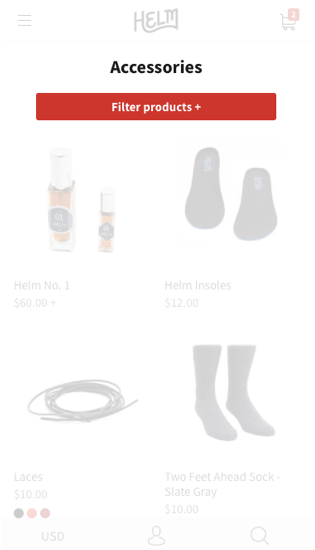 HELM
2
Accessories
Filter products +
Helm No. 1
$60.00 +
Helm Insoles
$12.00
Laces
$10.00
Two Feet Ahead Sock -
Slate Gray
$10.00
USD